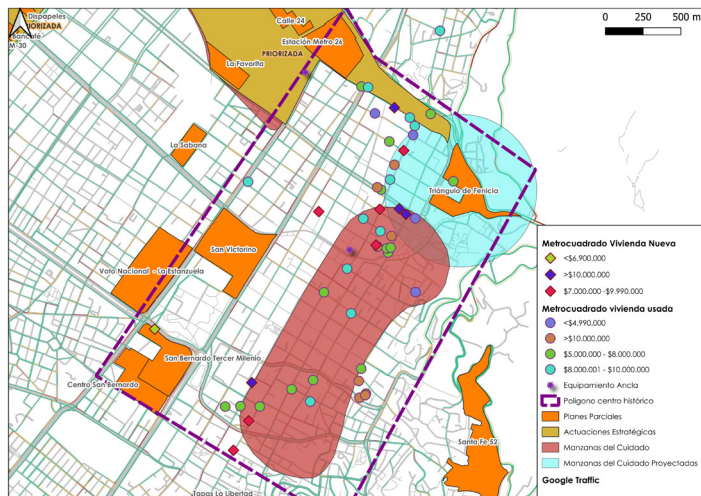 Dispapeles
PRIORIZADA
Bancafé
M-30
Calle 24
Estación Metro 26
PRIORIZADA
La Favorita
0 250 500 m
La Sabana
Triángulo de Fenicia
San Victorino
Voto Nacional - La Estanzuela
San Bernardo Tercer Milenio
Centro San Bernardo
Santa Fe 52
Tapas La Libertad
Metrocuadrado Vivienda Nueva
<$6.900.000
>$10.000.000
$7.000.000 -$9.990.000
Metrocuadrado vivienda usada
<$4.990.000
>$10.000.000
$5.000.000 - $8.000.000
$8.000.001 - $10.000.000
Equipamiento Ancla
Poligono centro histórico
Planes Parciales
Actuaciones Estratégicas
Manzanas del Cuidado
Manzanas del Cuidado Proyectadas
Google Traffic